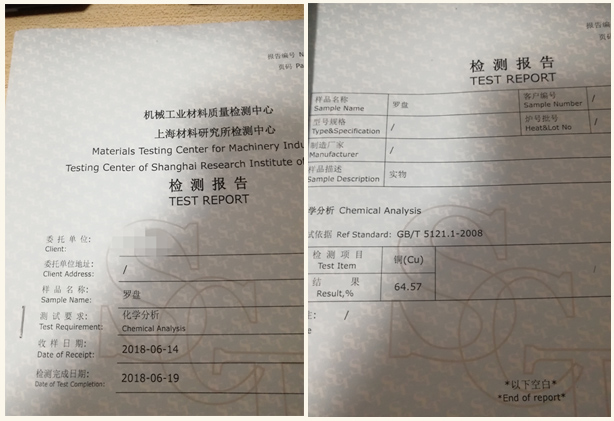 报告编号 N
页码 Pa
机械工业材料质量检测中心
上海材料研究所检测中心
Materials Testing Center for Machinery Indu
Testing Center of Shanghai Research Institute of
检 测 报 告
TEST REPORT
委 托 单 位:
Client:
委托单位地址: /
Client Address:
样 品 名 称: 罗盘
Sample Name:
测 试 要 求: 化学分析
Test Requirement: Chemical Analysis
收 样 日 期: 2018-06-14
Date of Receipt:
检测完成日期: 2018-06-19
Date of Test Completion:
报告编
页码
检 测 报 告
TEST REPORT
样品名称 罗盘 客户编号 /
Sample Name Sample Number
型号规格 / 炉号批号 /
Type&Specification Heat&Lot No
制造厂家 /
Manufacturer
样品描述 实物
Sample Description
学分析 Chemical Analysis
试依据 Ref Standard: GB/T 5121.1-2008
检 测 项 目 铜(Cu)
Test Item
结 果 64.57
Result,%
注: /
e
*以下空白*
*End of report*